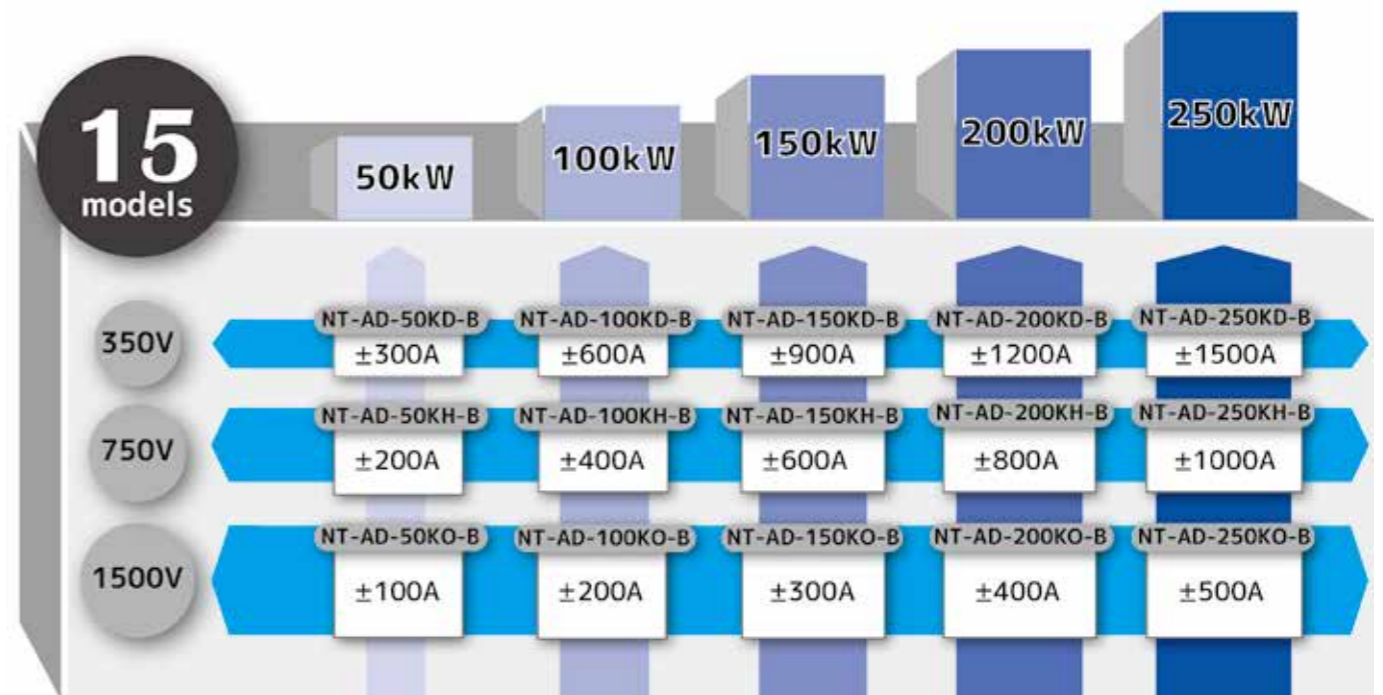 15
models
50kW
100kW
150kW
200kW
250kW
350V
NT-AD-50KD-B
NT-AD-100KD-B
NT-AD-150KD-B
NT-AD-200KD-B
NT-AD-250KD-B
±300A
±600A
±900A
±1200A
±1500A
750V
NT-AD-50KH-B
NT-AD-100KH-B
NT-AD-150KH-B
NT-AD-200KH-B
NT-AD-250KH-B
±200A
±400A
±600A
±800A
±1000A
1500V
NT-AD-50KO-B
NT-AD-100KO-B
NT-AD-150KO-B
NT-AD-200KO-B
NT-AD-250KO-B
±100A
±200A
±300A
±400A
±500A